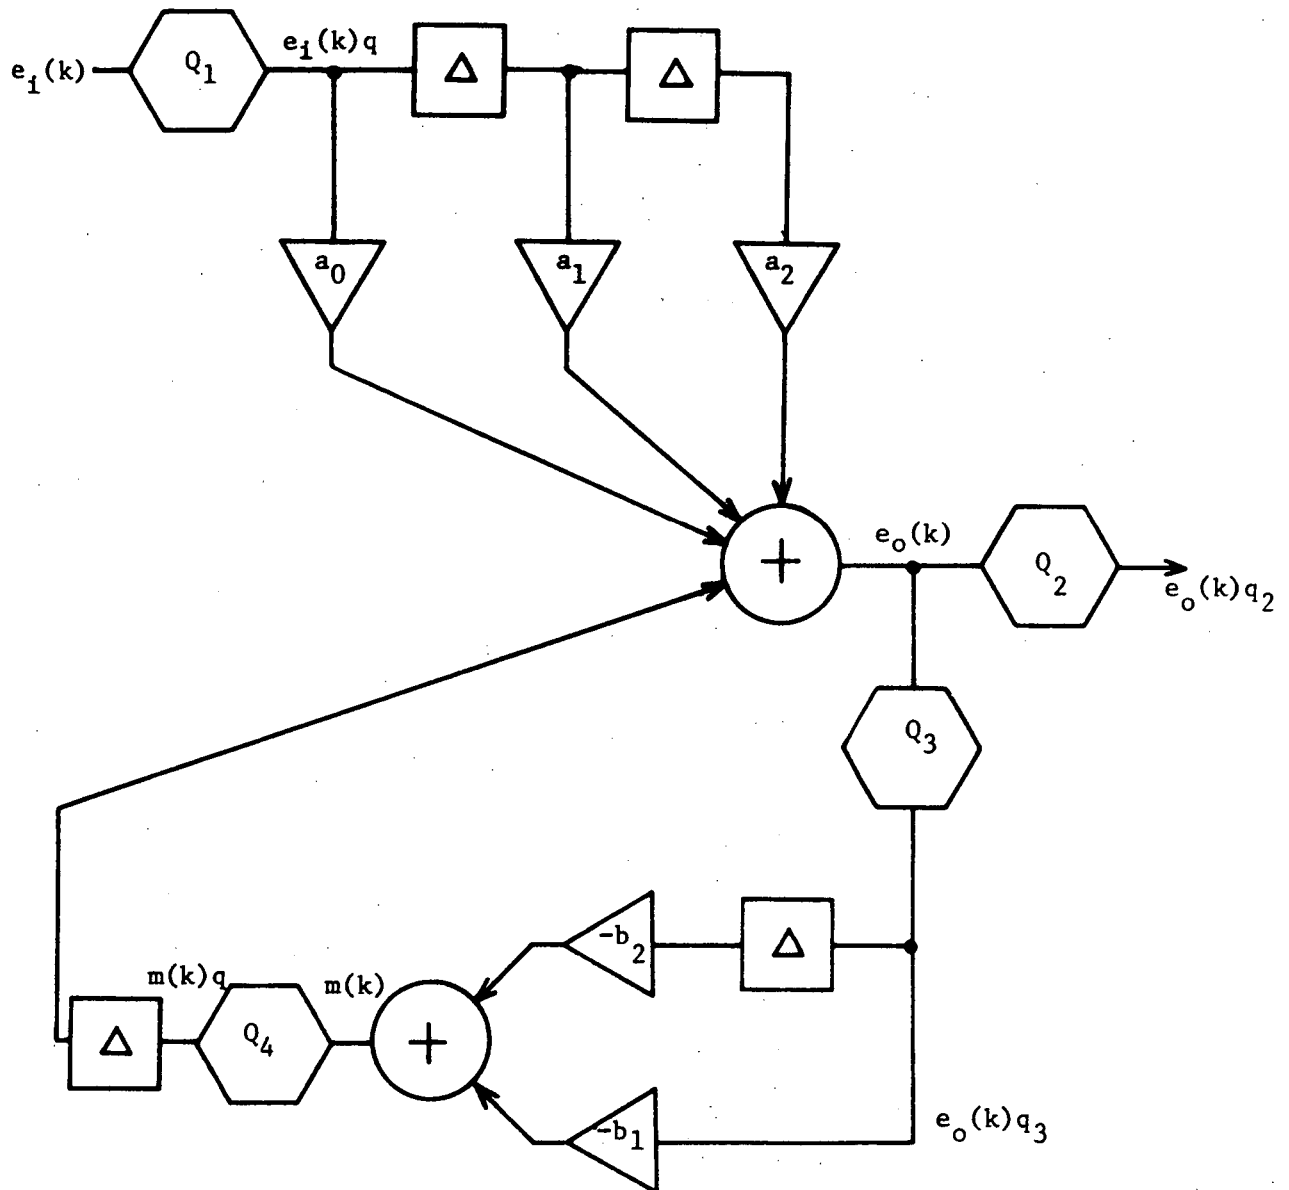 e_i(k)
Q_1
e_i(k)q
Δ
Δ
a_0
a_1
a_2
+
e_o(k)
Q_2
e_o(k)q_2
Q_3
-b_2
Δ
m(k)q
m(k)
Δ
Q_4
+
-b_1
e_o(k)q_3